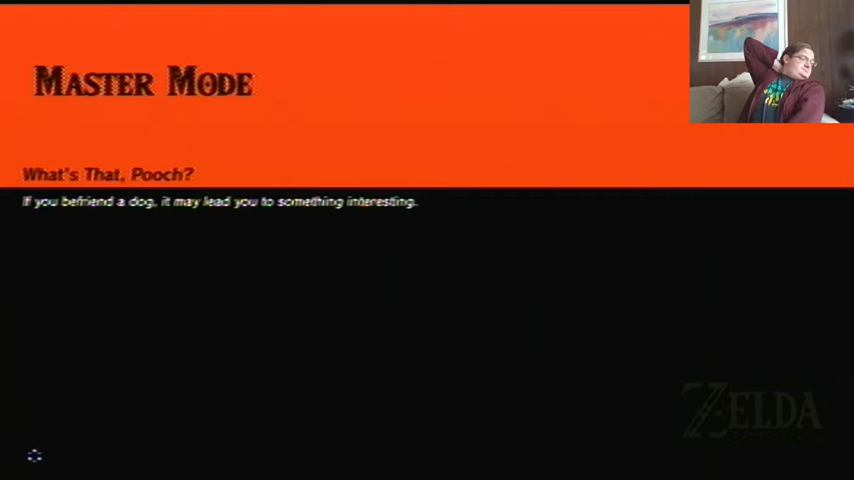 MASTER MODE
What's That, Pooch?
If you befriend a dog, it may lead you to something interesting.
ZELDA